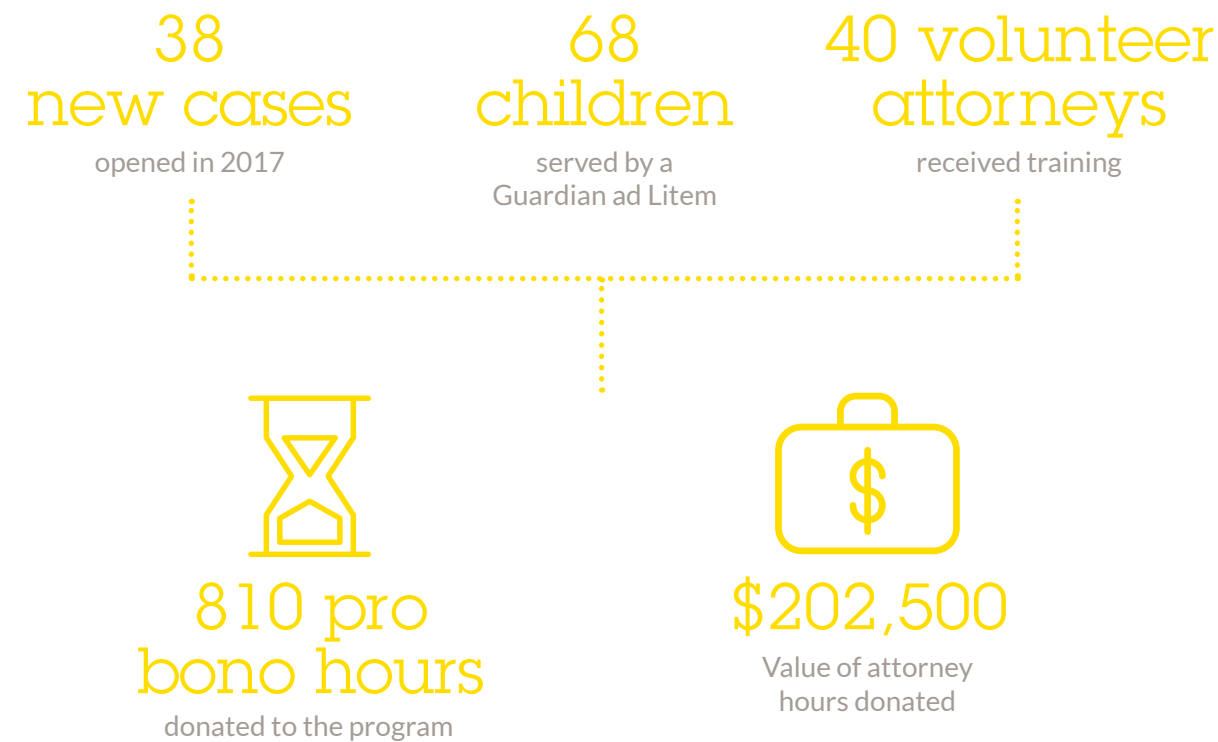 38
new cases
opened in 2017
68
children
served by a
Guardian ad Litem
40 volunteer
attorneys
received training
810 pro
bono hours
donated to the program
$
$202,500
Value of attorney
hours donated